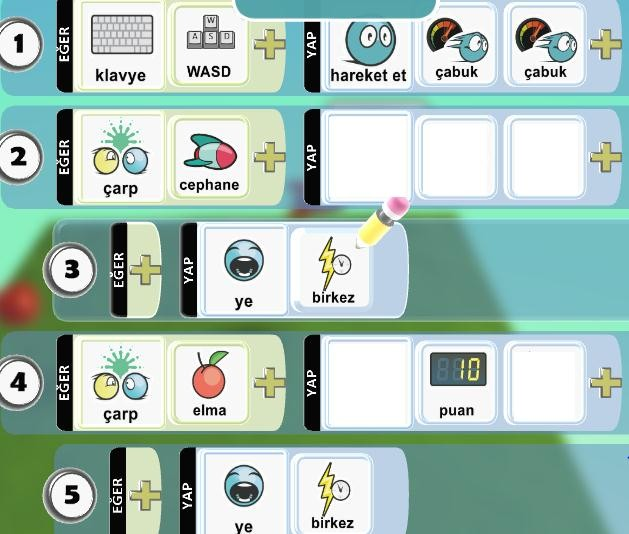 1 EĞER klavye W A S D WASD YAP hareket et çabuk çabuk
2 EĞER çarp cephane YAP
3 EĞER YAP ye birkez
4 EĞER çarp elma YAP 10 puan
5 EĞER YAP ye birkez